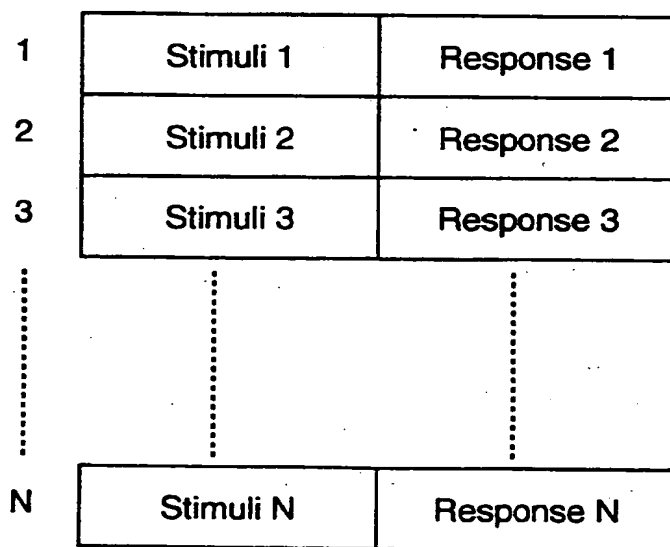 1 Stimuli 1 Response 1
2 Stimuli 2 Response 2
3 Stimuli 3 Response 3
N Stimuli N Response N